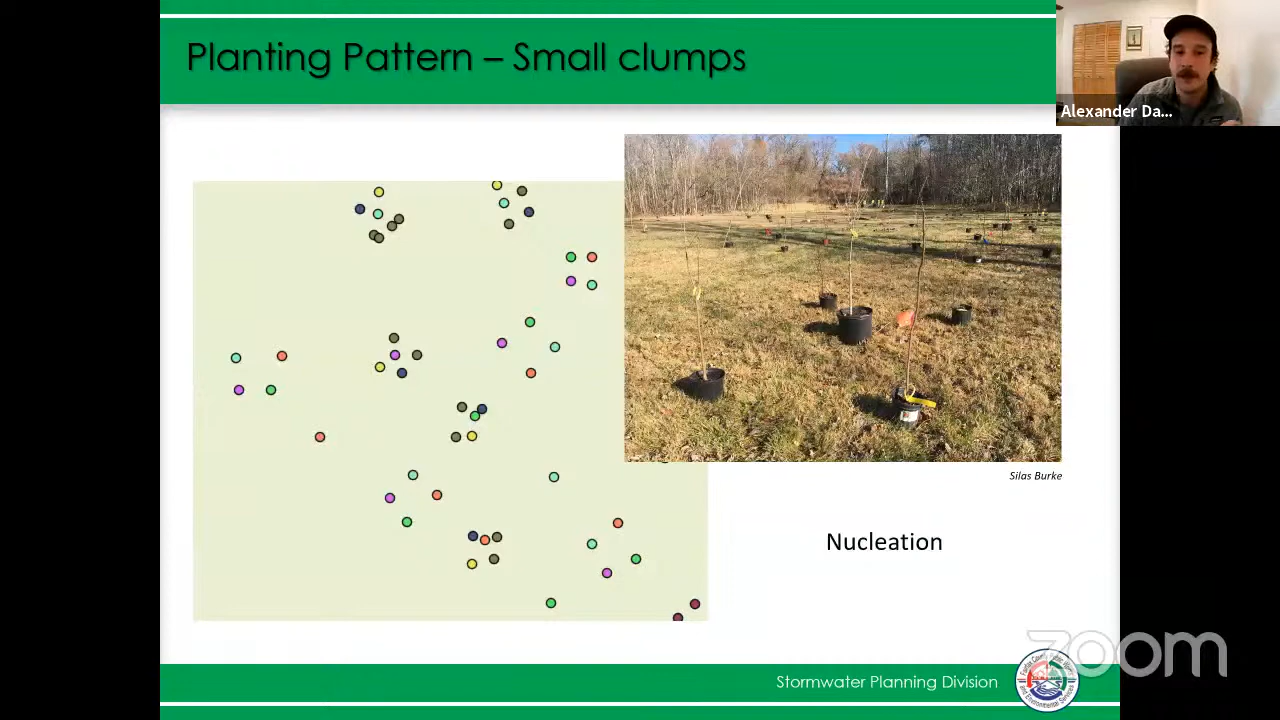 Planting Pattern – Small clumps
Alexander Da...
Silas Burke
Nucleation
zoom
Stormwater Planning Division